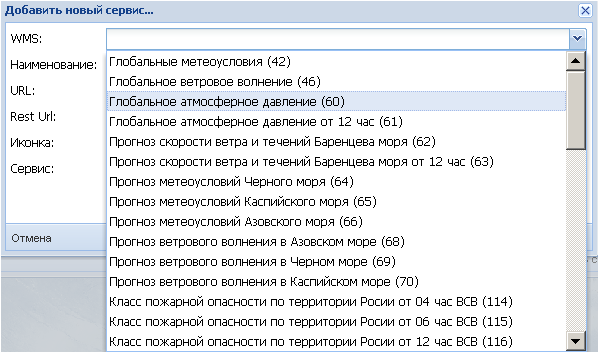 Добавить новый сервис...
WMS:
Наименование:
URL:
Rest Url:
Иконка:
Сервис:
Отмена
Глобальные метеоусловия (42)
Глобальное ветровое волнение (46)
Глобальное атмосферное давление (60)
Глобальное атмосферное давление от 12 час (61)
Прогноз скорости ветра и течений Баренцева моря (62)
Прогноз скорости ветра и течений Баренцева моря от 12 час (63)
Прогноз метеоусловий Черного моря (64)
Прогноз метеоусловий Каспийского моря (65)
Прогноз метеоусловий Азовского моря (66)
Прогноз ветрового волнения в Азовском море (68)
Прогноз ветрового волнения в Черном море (69)
Прогноз ветрового волнения в Каспийском море (70)
Класс пожарной опасности по территории Росии от 04 час ВСВ (114)
Класс пожарной опасности по территории Росии от 06 час ВСВ (115)
Класс пожарной опасности по территории Росии от 12 час ВСВ (116)